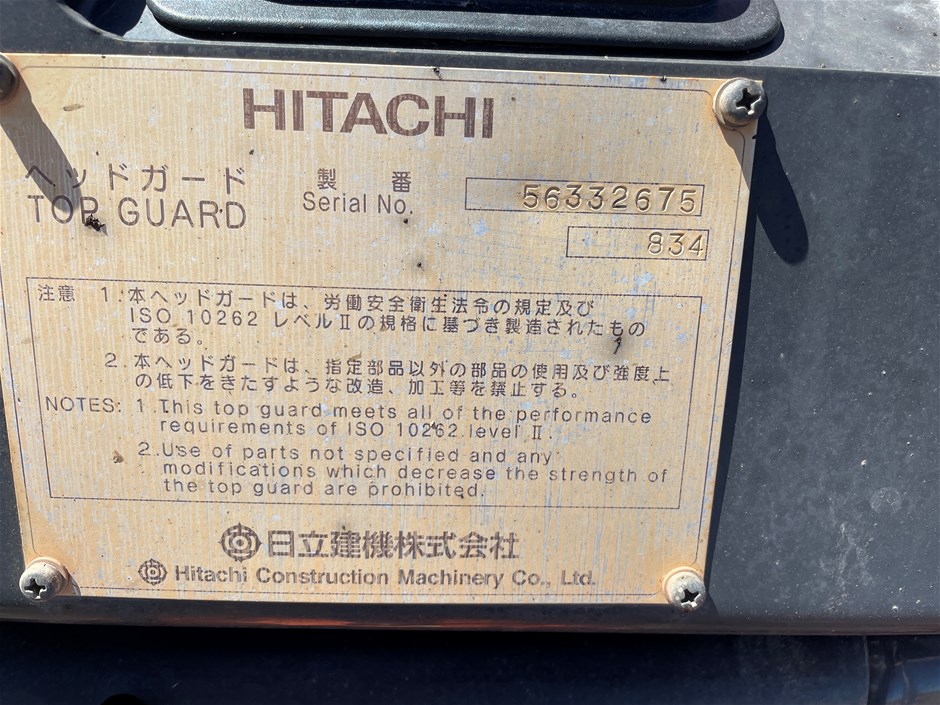 HITACHI
ヘッドガード
TOP GUARD
製 番
Serial No.
56332675
834
注意 1.本ヘッドガードは、労働安全衛生法令の規定及び
ISO 10262 レベルⅡの規格に基づき製造されたもの
である。
2.本ヘッドガードは、指定部品以外の部品の使用及び強度上
の低下をきたすような改造、加工等を禁止する。
NOTES: 1.This top guard meets all of the performance
requirements of ISO 10262 level Ⅱ.
2.Use of parts not specified and any
modifications which decrease the strength of
the top guard are prohibited.
日立建機株式会社
Hitachi Construction Machinery Co., Ltd.